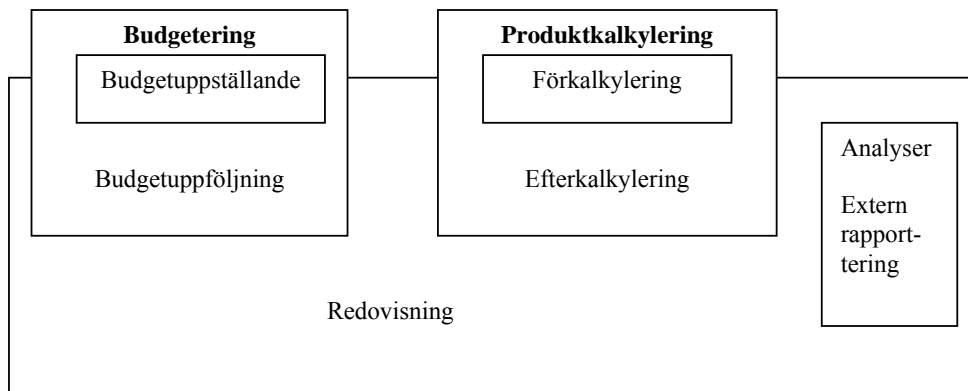 Budgetering
Budgetuppställande
Budgetuppföljning
Produktkalkylering
Förkalkylering
Efterkalkylering
Analyser
Extern
rapport-
tering
Redovisning